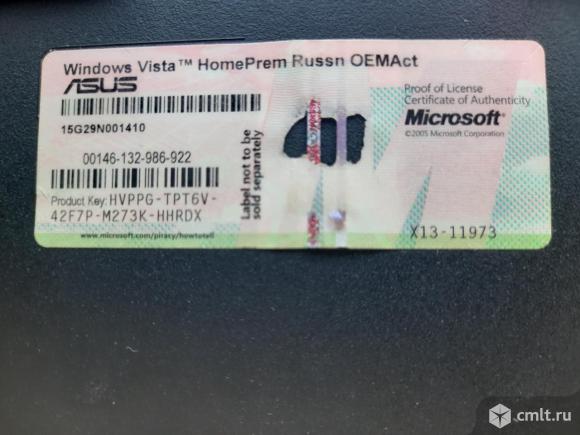 Windows Vista™ HomePrem Russn OEMAct
ASUS
15G29N001410
00146-132-986-922
Product Key: HVPPG-TPT6V-
42F7P-M273K-HHRDX
www.microsoft.com/piracy/howtotell
Label not to be
sold separately
Proof of License
Certificate of Authenticity
Microsoft®
©2005 Microsoft Corporation
X13-11973
cmlt.ru